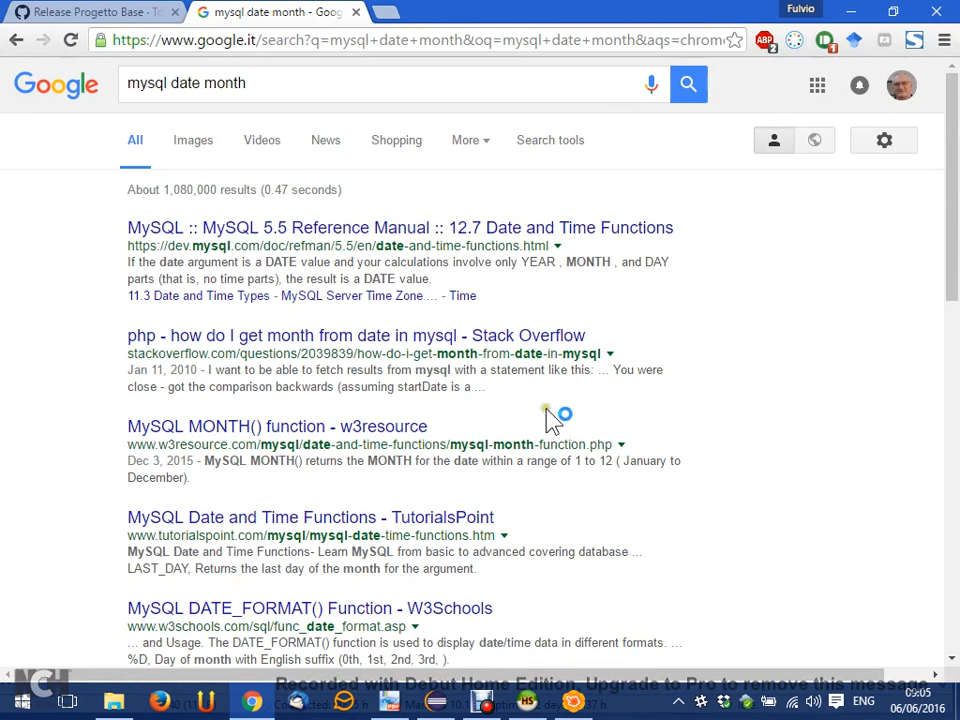 Release Progetto Base - To
mysql date month - Goog
Fulvio
https://www.google.it/search?q=mysql+date+month&oq=mysql+date+month&aqs=chrome
ABP
2
1
S
Google
mysql date month
All
Images
Videos
News
Shopping
More
Search tools
About 1,080,000 results (0.47 seconds)
MySQL :: MySQL 5.5 Reference Manual :: 12.7 Date and Time Functions
https://dev.mysql.com/doc/refman/5.5/en/date-and-time-functions.html
If the date argument is a DATE value and your calculations involve only YEAR , MONTH , and DAY
parts (that is, no time parts), the result is a DATE value.
11.3 Date and Time Types - MySQL Server Time Zone ... - Time
php - how do I get month from date in mysql - Stack Overflow
stackoverflow.com/questions/2039839/how-do-i-get-month-from-date-in-mysql
Jan 11, 2010 - I want to be able to fetch results from mysql with a statement like this: ... You were
close - got the comparison backwards (assuming startDate is a ...
MySQL MONTH() function - w3resource
www.w3resource.com/mysql/date-and-time-functions/mysql-month-function.php
Dec 3, 2015 - MySQL MONTH() returns the MONTH for the date within a range of 1 to 12 ( January to
December).
MySQL Date and Time Functions - TutorialsPoint
www.tutorialspoint.com/mysql/mysql-date-time-functions.htm
MySQL Date and Time Functions- Learn MySQL from basic to advanced covering database ...
LAST_DAY, Returns the last day of the month for the argument.
MySQL DATE_FORMAT() Function - W3Schools
www.w3schools.com/sql/func_date_format.asp
... and Usage. The DATE_FORMAT() function is used to display date/time data in different formats. ...
%D, Day of month with English suffix (0th, 1st, 2nd, 3rd, ).
Recorded with Debut Home Edition. Upgrade to Pro to remove this message.
HS
ENG
09:05
06/06/2016